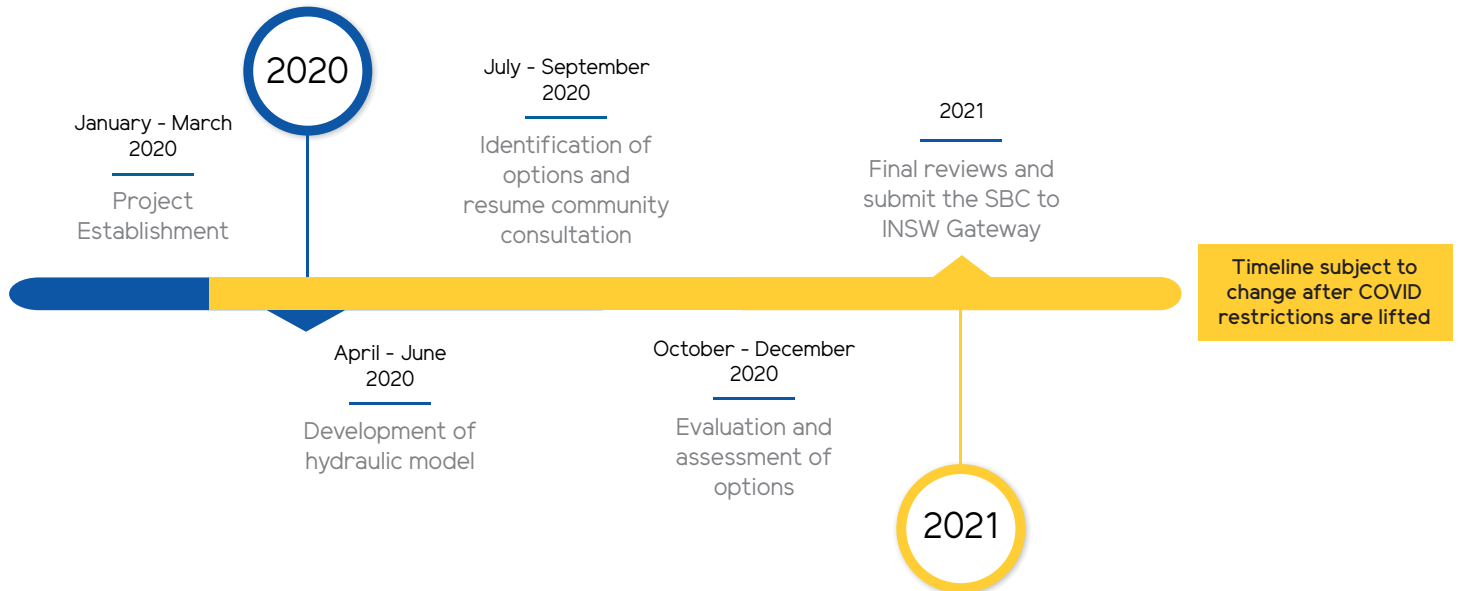 2020
January - March
2020
Project
Establishment
April - June
2020
Development of
hydraulic model
July - September
2020
Identification of
options and
resume community
consultation
October - December
2020
Evaluation and
assessment of
options
2021
Final reviews and
submit the SBC to
INSW Gateway
2021
Timeline subject to
change after COVID
restrictions are lifted